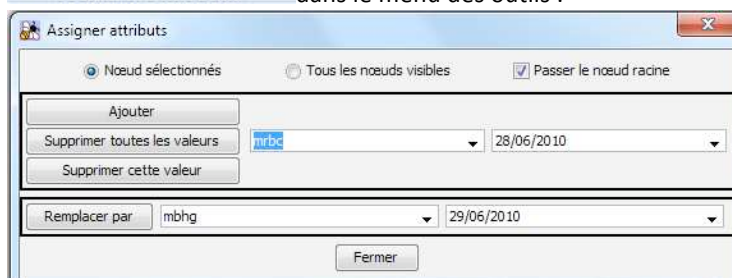 dans le menu des outils :
Assigner attributs
Nœud sélectionnés Tous les nœuds visibles Passer le nœud racine
Ajouter
Supprimer toutes les valeurs mrbc 28/06/2010
Supprimer cette valeur
Remplacer par mbhg 29/06/2010
Fermer